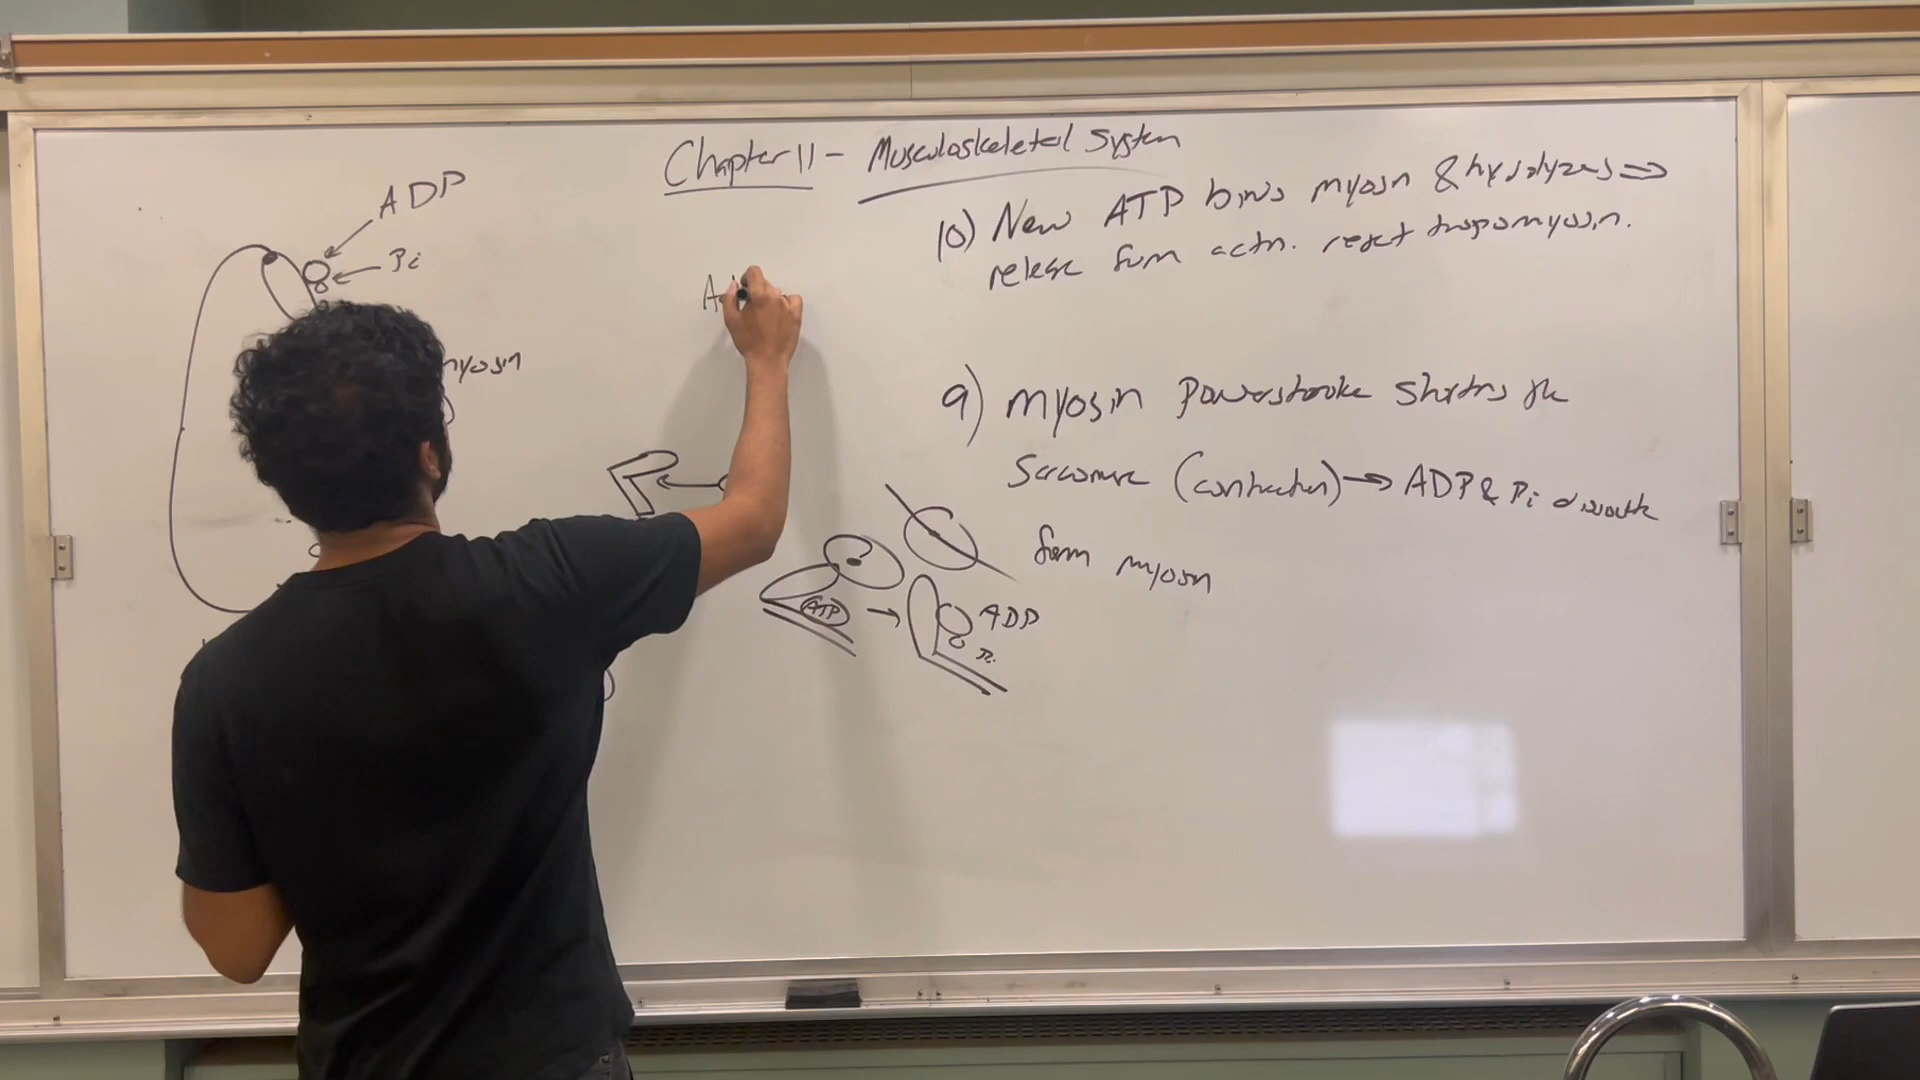 Chapter 11 - Musculoskeletal System
ADP
Pi
myosin
10) New ATP binds myosin & hydrolyzes ⇒
release from actin. reset tropomyosin.
9) myosin Powerstroke Shortns the
Sarcomere (contraction) → ADP & Pi dissociate
from myosin
ATP → ADP
Pi